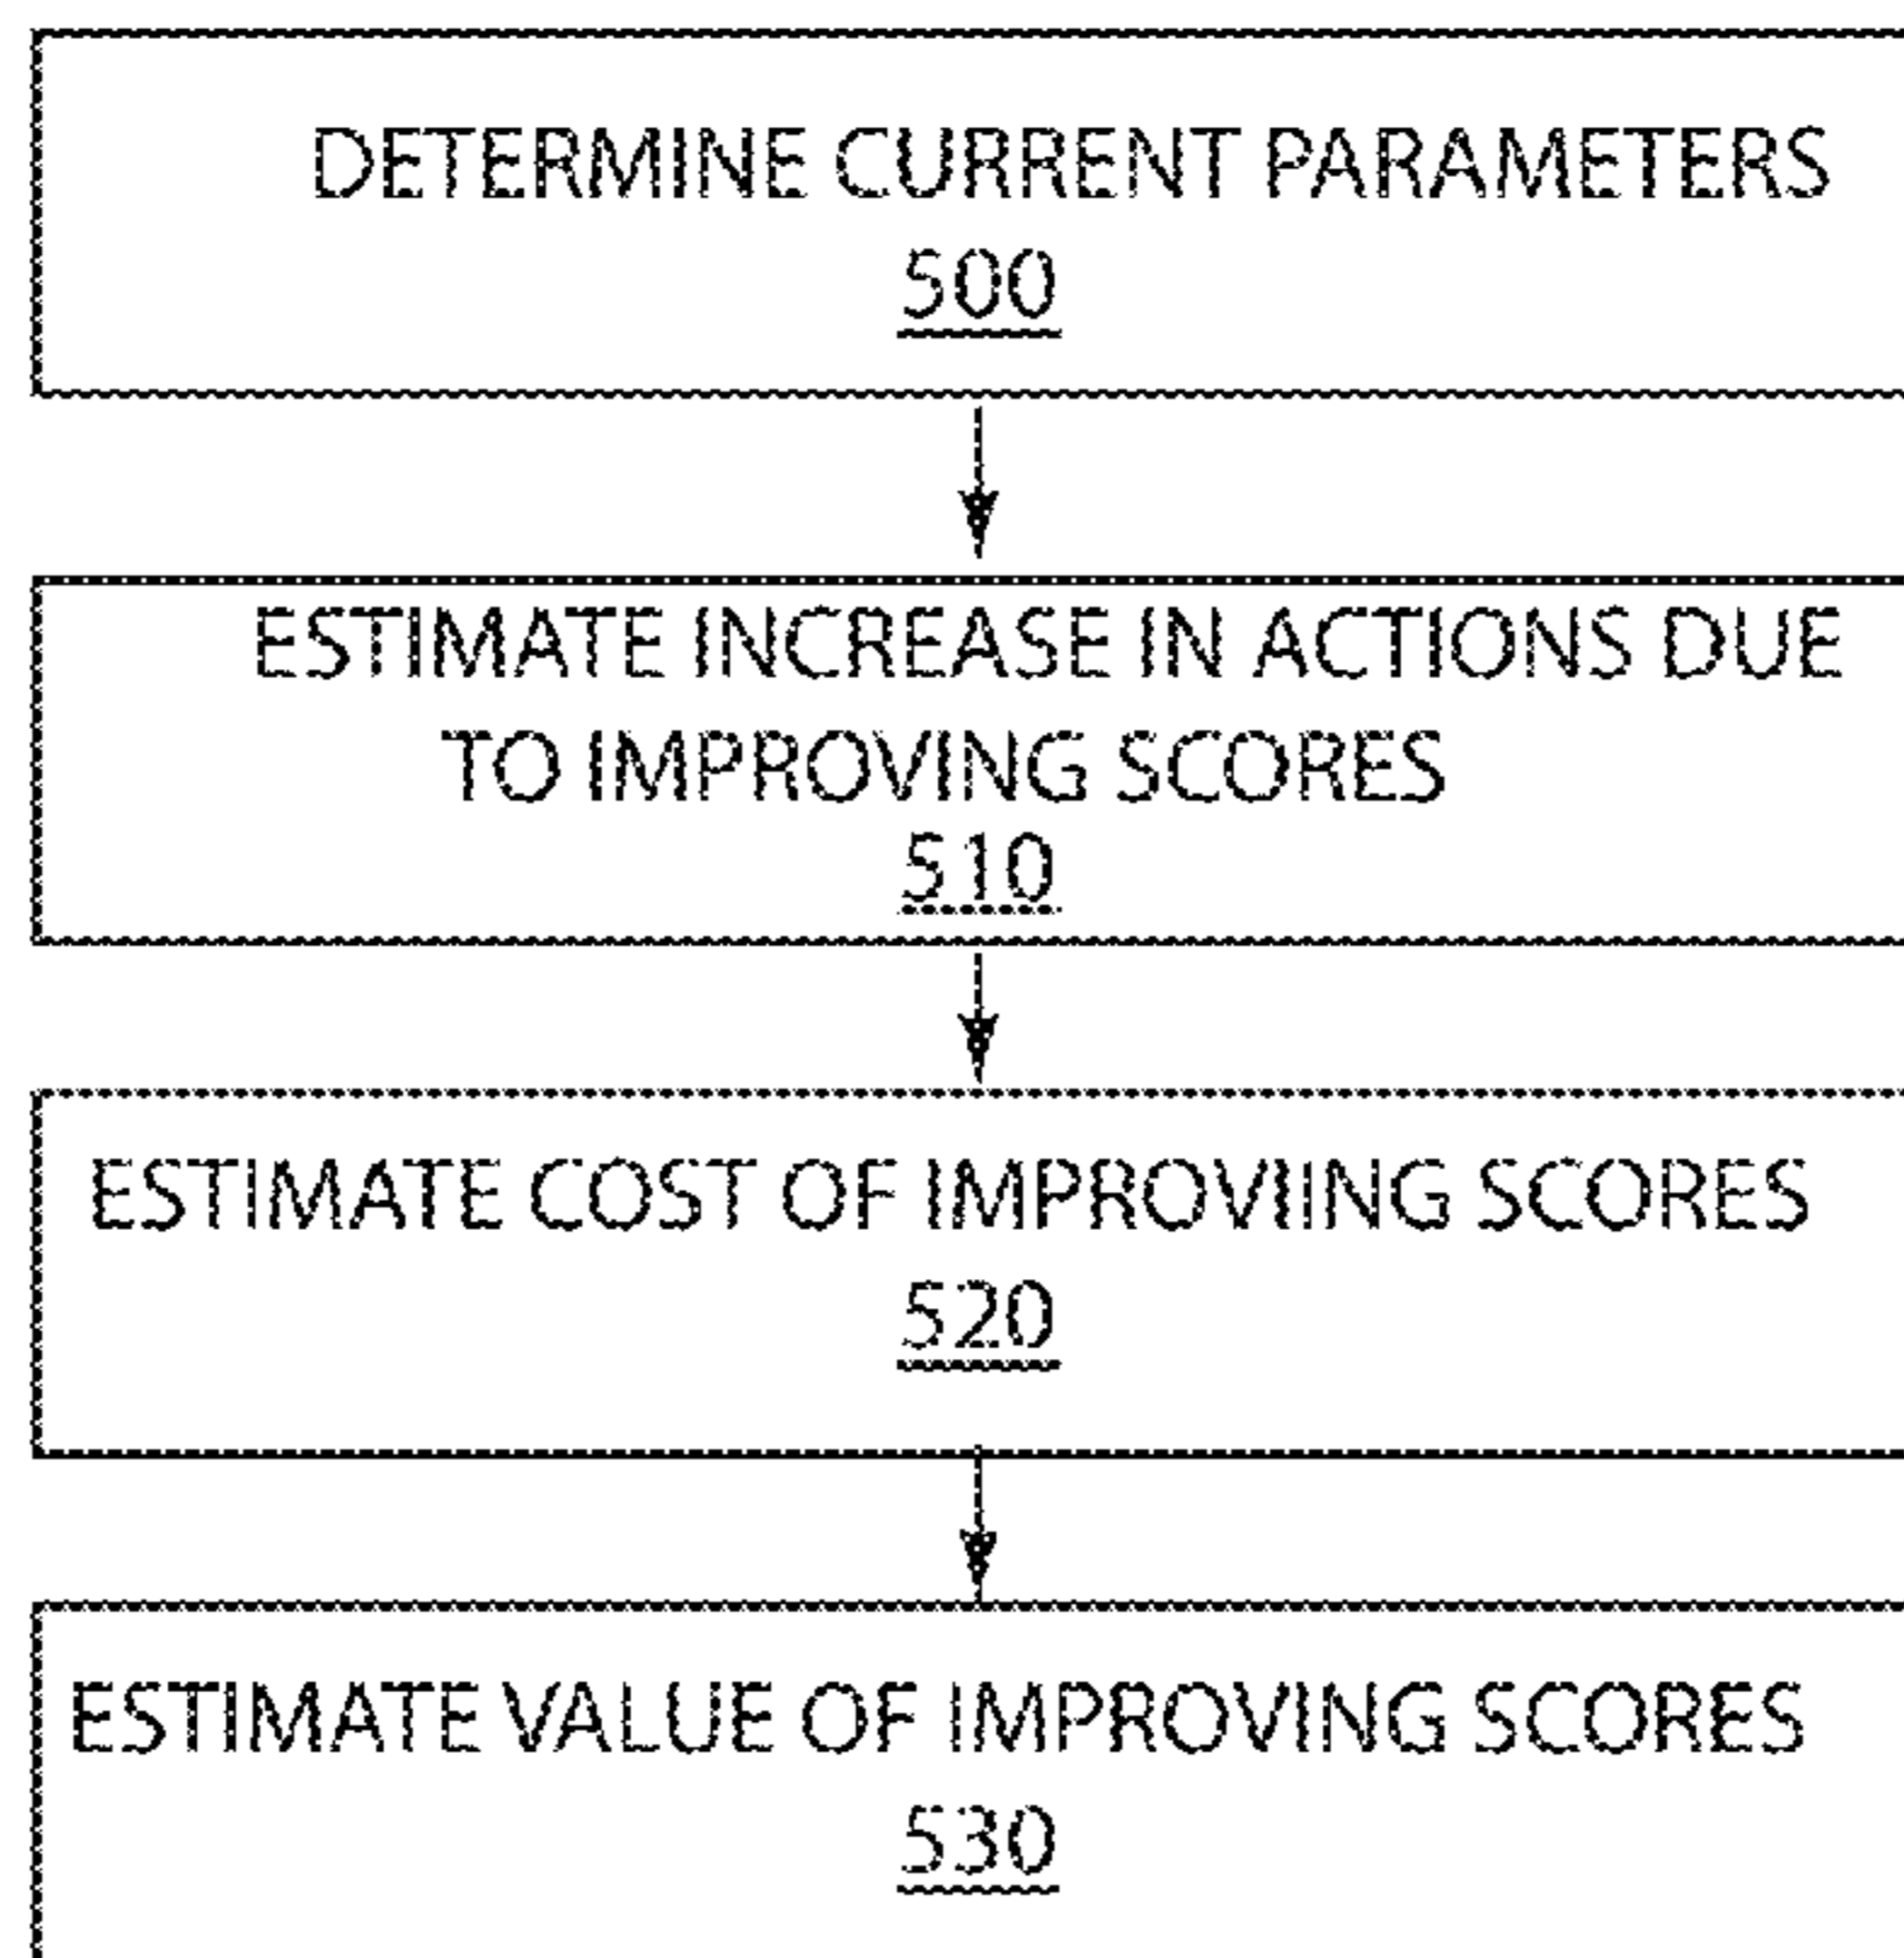 DETERMINE CURRENT PARAMETERS
500
ESTIMATE INCREASE IN ACTIONS DUE
TO IMPROVING SCORES
510
ESTIMATE COST OF IMPROVIING SCORES
520
ESTIMATE VALUE OF IMPROVING SCORES
530